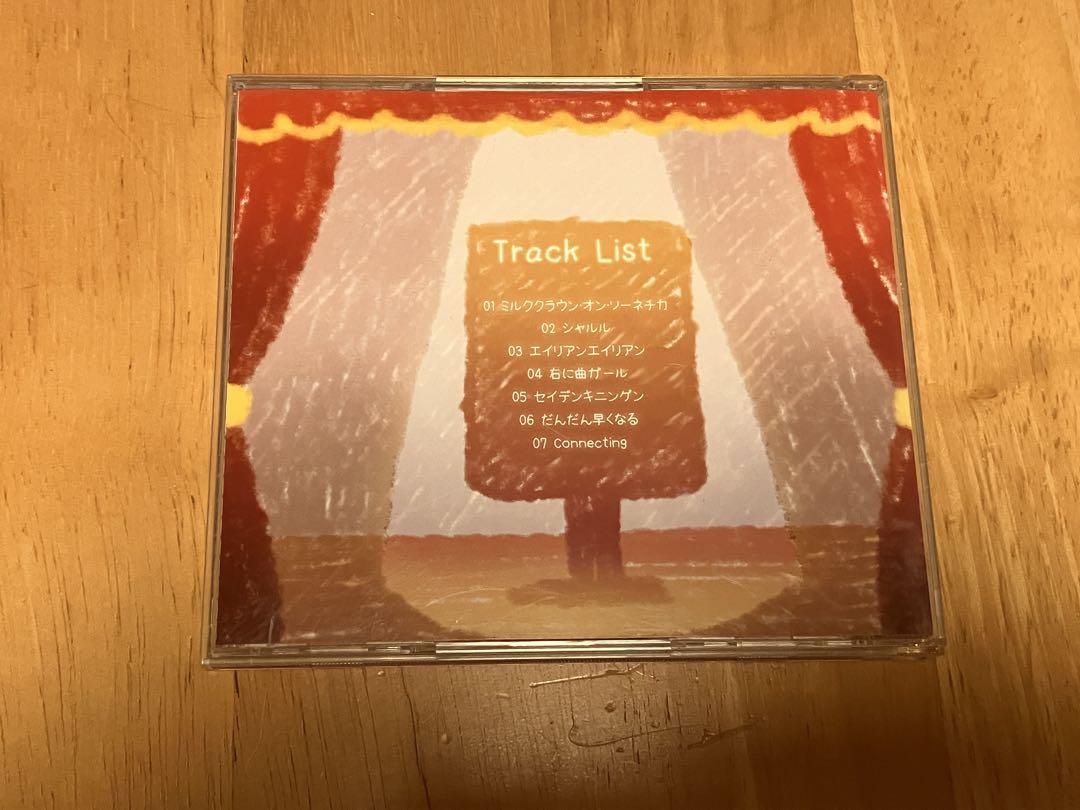 Track List
01 ミルククラウン・オン・ソーネチカ
02 シャルル
03 エイリアンエイリアン
04 右に曲ガール
05 セイデンキニンゲン
06 だんだん早くなる
07 Connecting